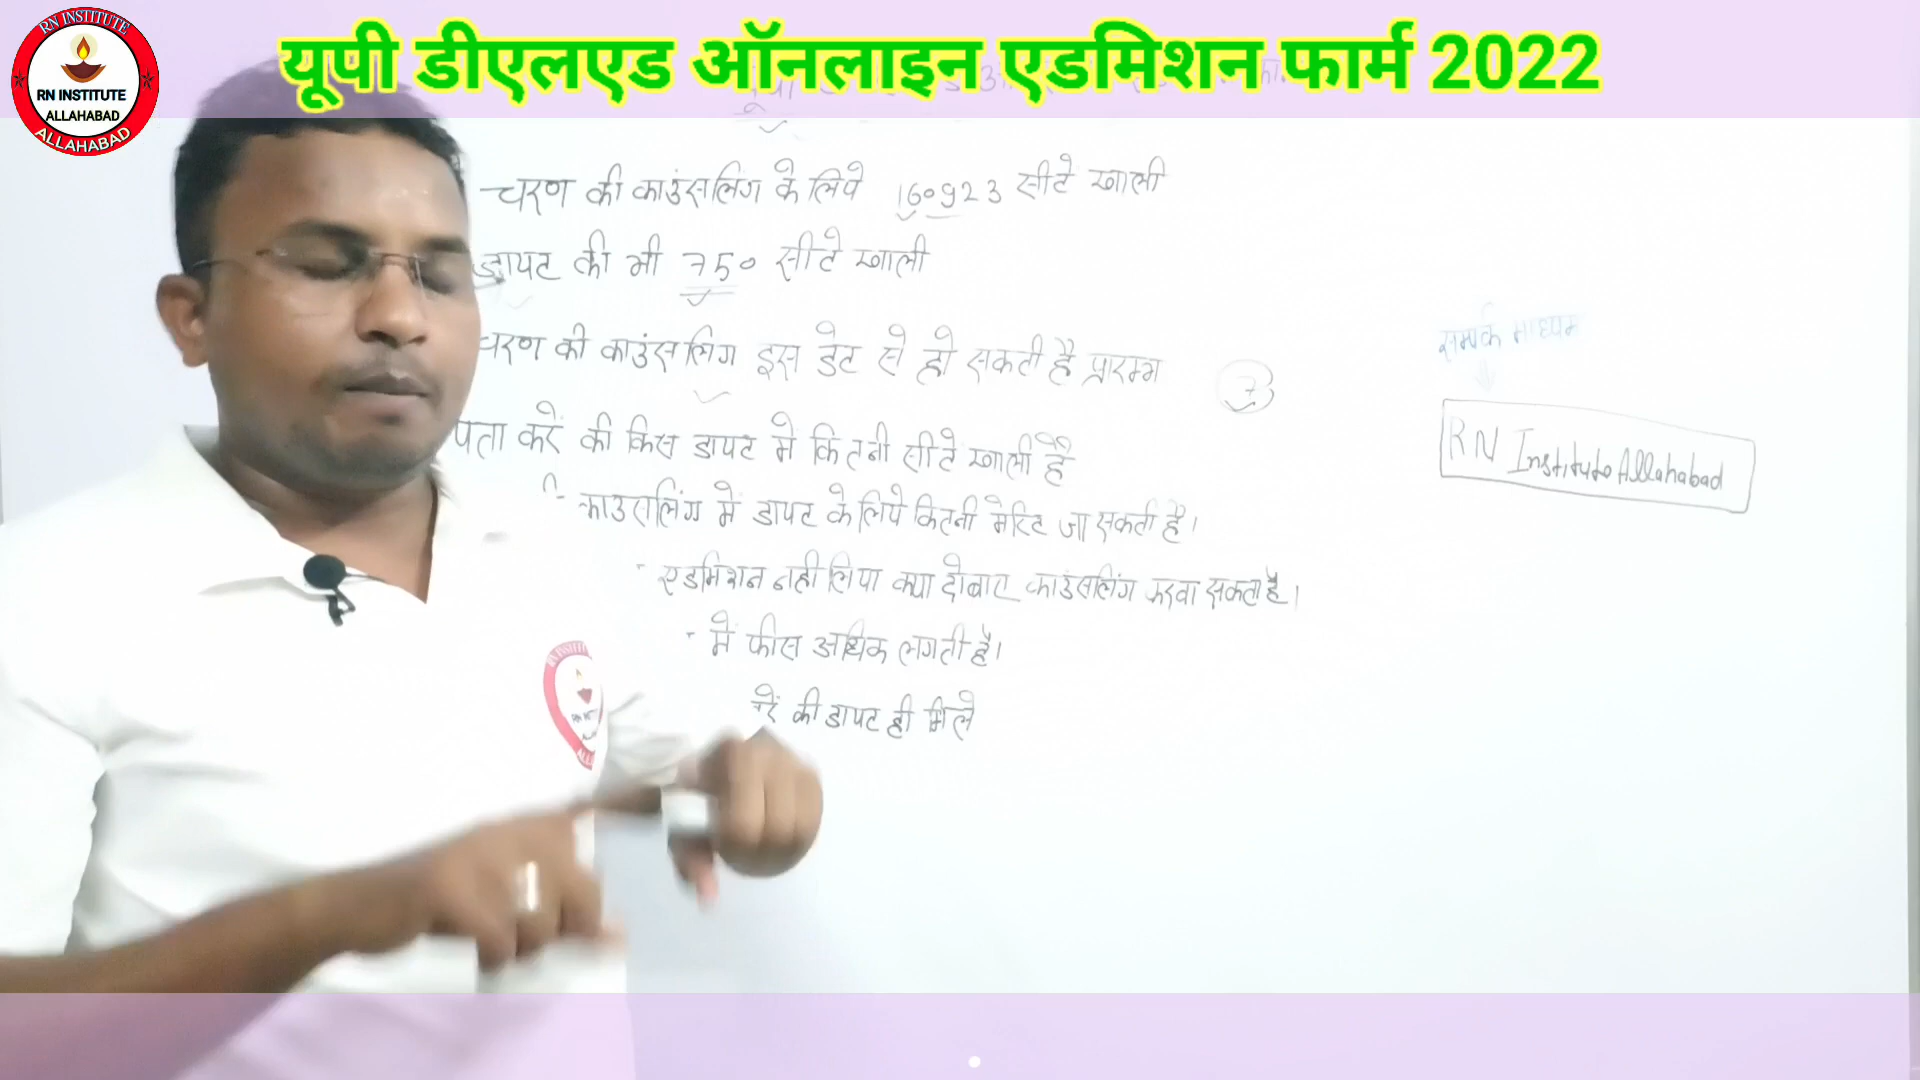 RN INSTITUTE
RN INSTITUTE
ALLAHABAD
ALLAHABAD
यूपी डीएलएड ऑनलाइन एडमिशन फार्म 2022
चरण की काउंसलिंग के लिये 160923 सीटे खाली
डायट की भी 750 सीटे खाली
चरण की काउंसलिंग इस डेट से हो सकती है प्रारम्भ
पता करें की किस डायट मे कितनी सीटे खाली है
काउंसलिंग में डायट के लिये कितनी मेरिट जा सकती है।
एडमिशन नही लिया क्या दोबारा काउंसलिंग करवा सकता है।
में फीस अधिक लगती है।
की डायट ही मिले
सम्पर्क माध्यम
RN Institute Allahabad